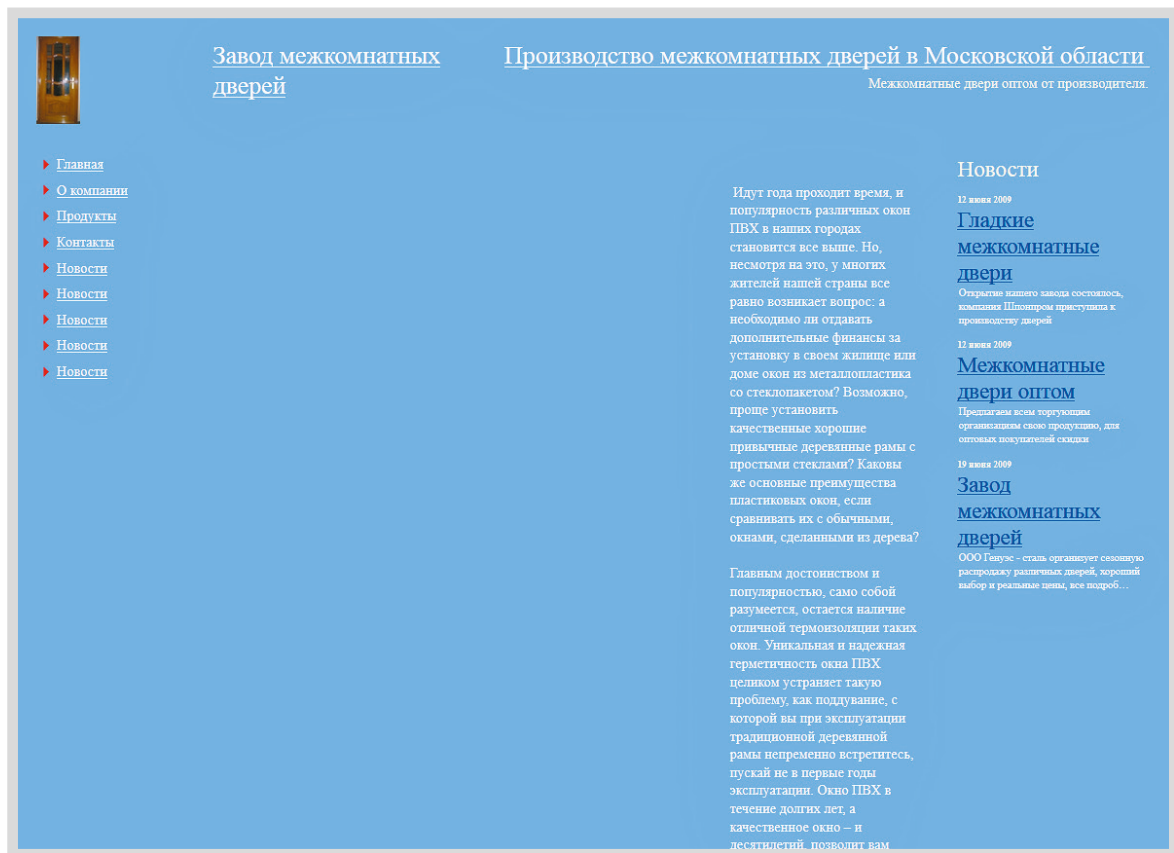 Завод межкомнатных
дверей
Производство межкомнатных дверей в Московской области
Межкомнатные двери оптом от производителя.
Главная
О компании
Продукты
Контакты
Новости
Новости
Новости
Новости
Новости
Идут года проходит время, и
популярность различных окон
ПВХ в наших городах
становится все выше. Но,
несмотря на это, у многих
жителей нашей страны все
равно возникает вопрос: а
необходимо ли отдавать
дополнительные финансы за
установку в своем жилище или
доме окон из металлопластика
со стеклопакетом? Возможно,
проще установить
качественные хорошие
привычные деревянные рамы с
простыми стеклами? Каковы
же основные преимущества
пластиковых окон, если
сравнивать их с обычными,
окнами, сделанными из дерева?
Главным достоинством и
популярностью, само собой
разумеется, остается наличие
отличной термоизоляции таких
окон. Уникальная и надежная
герметичность окна ПВХ
целиком устраняет такую
проблему, как поддувание, с
которой вы при эксплуатации
традиционной деревянной
рамы непременно встретитесь,
пускай не в первые годы
эксплуатации. Окно ПВХ в
течение долгих лет, а
качественное окно – и
десятилетий, позволит вам
Новости
12 июня 2009
Гладкие
межкомнатные
двери
Открытие нашего завода состоялось,
компания Шпонпром приступила к
производству дверей
12 июня 2009
Межкомнатные
двери оптом
Предлагаем всем торгующим
организациям свою продукцию, для
оптовых покупателей скидки
19 июня 2009
Завод
межкомнатных
дверей
ООО Генуэс - сталь организует сезонную
распродажу различных дверей, хороший
выбор и реальные цены, все подроб…